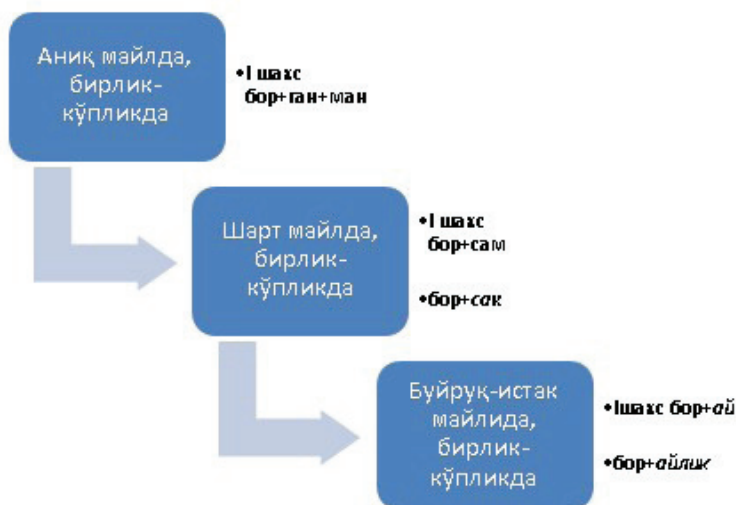 Аниқ майлда,
бирлик-
кўпликда
•I шахс
бор+ган+ман
Шарт майлда,
бирлик-
кўпликда
•I шахс
бор+сам
•бор+сак
Буйруқ-истак
майлида,
бирлик-
кўпликда
•Iшахс бор+ай
•бор+айлик